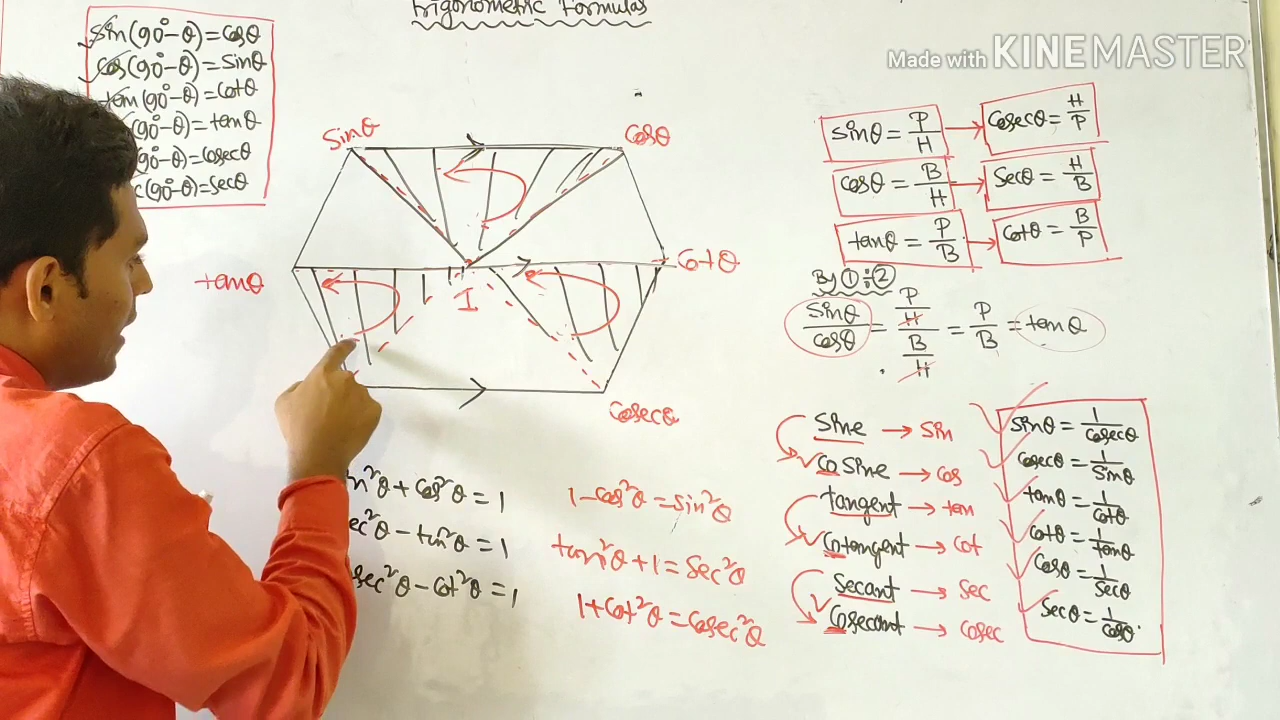 Trigonometric Formulas
Made with KINEMASTER
sin(90°-θ)=cosθ
cos(90°-θ)=sinθ
tan(90°-θ)=cotθ
(90°-θ)=tanθ
(90°-θ)=cosecθ
c(90°-θ)=secθ
sinθ
cosθ
tanθ
cotθ
1
cosecθ
sinθ = P/H → cosecθ = H/P
cosθ = B/H → secθ = H/B
tanθ = P/B → cotθ = B/P
By ① ÷ ②
sinθ/cosθ = (P/H)/(B/H) = P/B = tanθ
n²θ + cos²θ = 1
ec²θ - tan²θ = 1
sec²θ - cot²θ = 1
1-cos²θ = sin²θ
tan²θ + 1 = sec²θ
1+cot²θ = cosec²θ
Sine → sin
Cosine → cos
tangent → tan
Cotangent → cot
Secant → sec
Cosecant → cosec
sinθ = 1/cosecθ
cosecθ = 1/sinθ
tanθ = 1/cotθ
cotθ = 1/tanθ
cosθ = 1/secθ
secθ = 1/cosθ